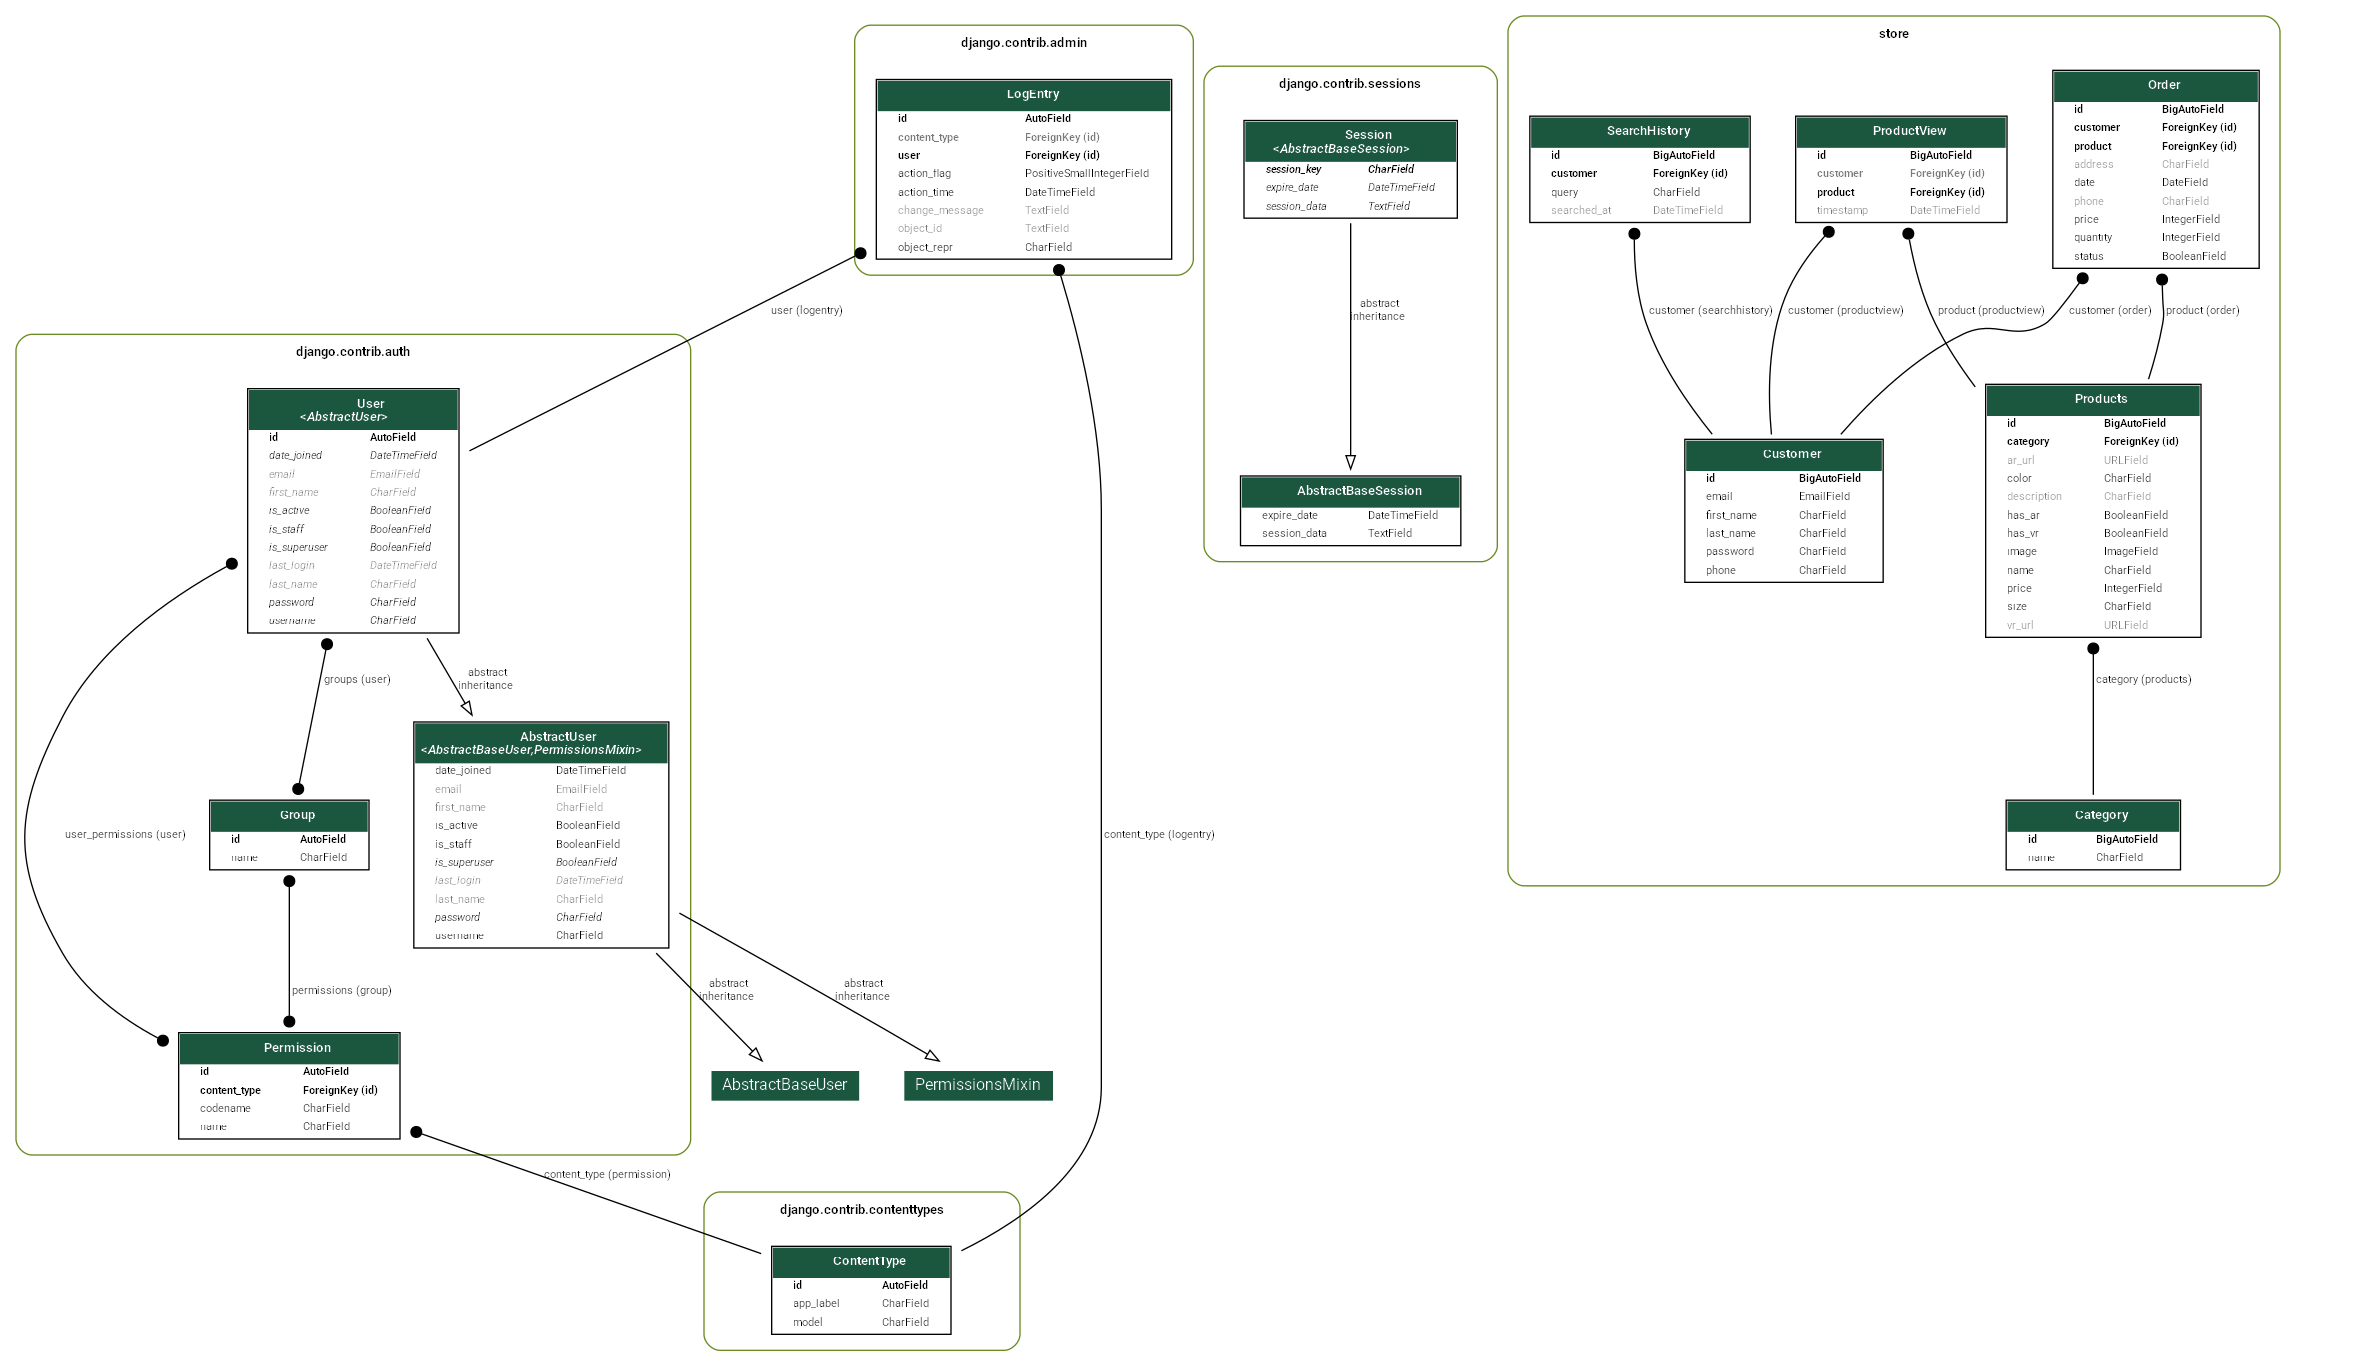 django.contrib.admin
LogEntry
id AutoField
content_type ForeignKey (id)
user ForeignKey (id)
action_flag PositiveSmallIntegerField
action_time DateTimeField
change_message TextField
object_id TextField
object_repr CharField
user (logentry)
content_type (logentry)
django.contrib.sessions
Session
<AbstractBaseSession>
session_key CharField
expire_date DateTimeField
session_data TextField
abstract
inheritance
AbstractBaseSession
expire_date DateTimeField
session_data TextField
store
SearchHistory
id BigAutoField
customer ForeignKey (id)
query CharField
searched_at DateTimeField
ProductView
id BigAutoField
customer ForeignKey (id)
product ForeignKey (id)
timestamp DateTimeField
Order
id BigAutoField
customer ForeignKey (id)
product ForeignKey (id)
address CharField
date DateField
phone CharField
price IntegerField
quantity IntegerField
status BooleanField
customer (searchhistory)
customer (productview)
product (productview)
customer (order)
product (order)
Customer
id BigAutoField
email EmailField
first_name CharField
last_name CharField
password CharField
phone CharField
Products
id BigAutoField
category ForeignKey (id)
ar_url URLField
color CharField
description CharField
has_ar BooleanField
has_vr BooleanField
image ImageField
name CharField
price IntegerField
size CharField
vr_url URLField
category (products)
Category
id BigAutoField
name CharField
django.contrib.auth
User
<AbstractUser>
id AutoField
date_joined DateTimeField
email EmailField
first_name CharField
is_active BooleanField
is_staff BooleanField
is_superuser BooleanField
last_login DateTimeField
last_name CharField
password CharField
username CharField
groups (user)
abstract
inheritance
user_permissions (user)
AbstractUser
<AbstractBaseUser,PermissionsMixin>
date_joined DateTimeField
email EmailField
first_name CharField
is_active BooleanField
is_staff BooleanField
is_superuser BooleanField
last_login DateTimeField
last_name CharField
password CharField
username CharField
Group
id AutoField
name CharField
permissions (group)
abstract
inheritance
abstract
inheritance
Permission
id AutoField
content_type ForeignKey (id)
codename CharField
name CharField
AbstractBaseUser
PermissionsMixin
content_type (permission)
django.contrib.contenttypes
ContentType
id AutoField
app_label CharField
model CharField